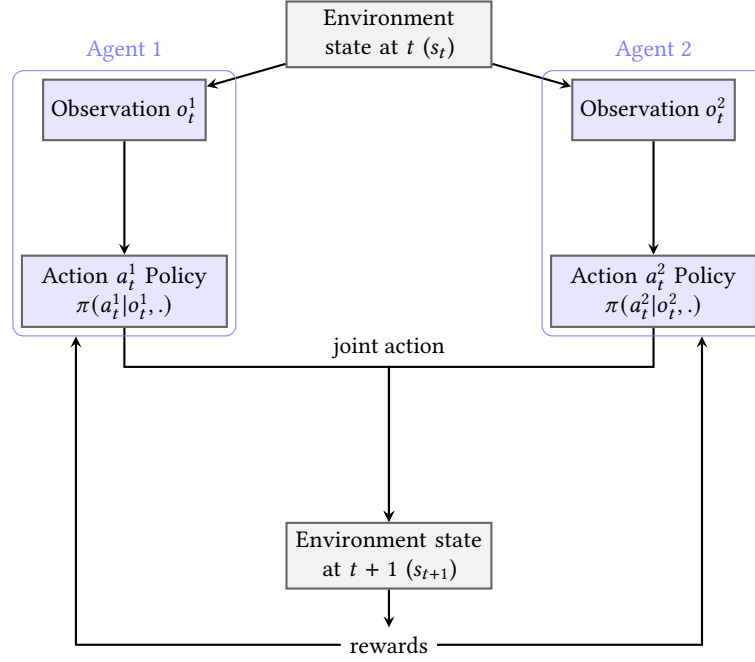 Environment
state at t (s_t)
Agent 1
Agent 2
Observation o_t^1
Observation o_t^2
Action a_t^1 Policy
π(a_t^1|o_t^1, .)
Action a_t^2 Policy
π(a_t^2|o_t^2, .)
joint action
Environment state
at t + 1 (s_{t+1})
rewards